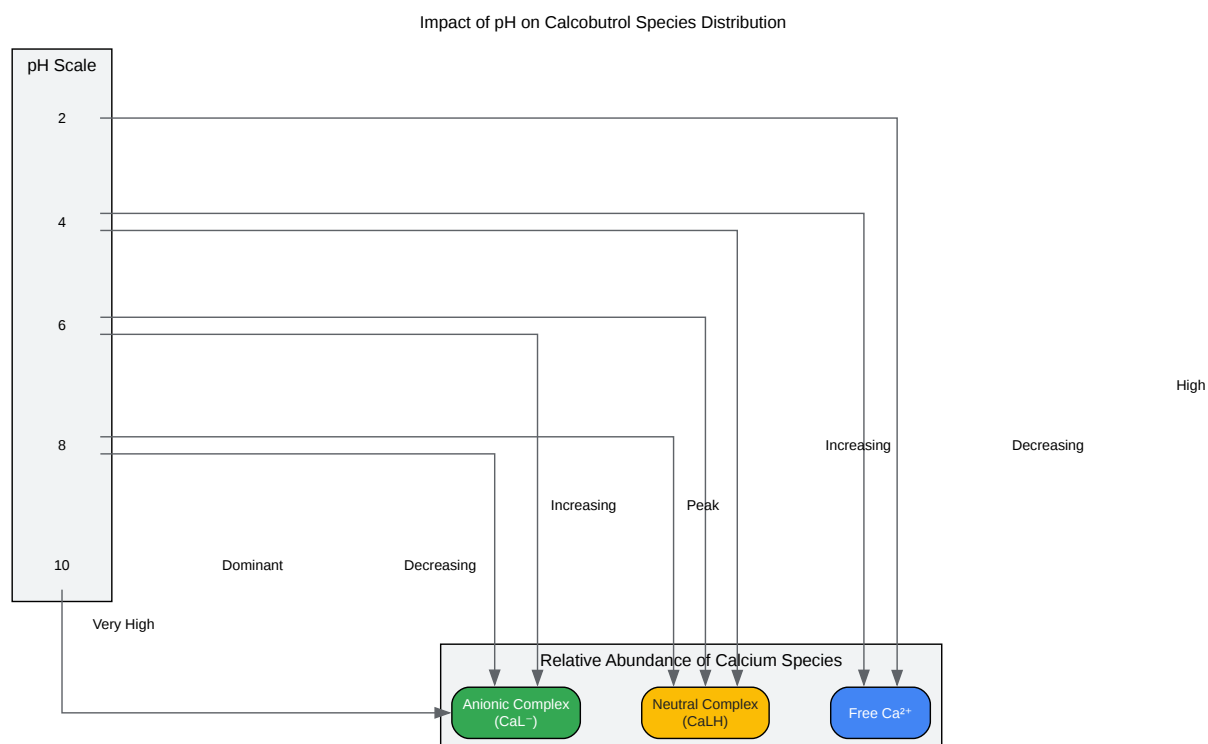 Impact of pH on Calcobutrol Species Distribution
pH Scale
2
4
6
High
8
Increasing
Decreasing
Increasing
Peak
10
Dominant
Decreasing
Very High
Relative Abundance of Calcium Species
Anionic Complex
(CaL⁻)
Neutral Complex
(CaLH)
Free Ca²⁺